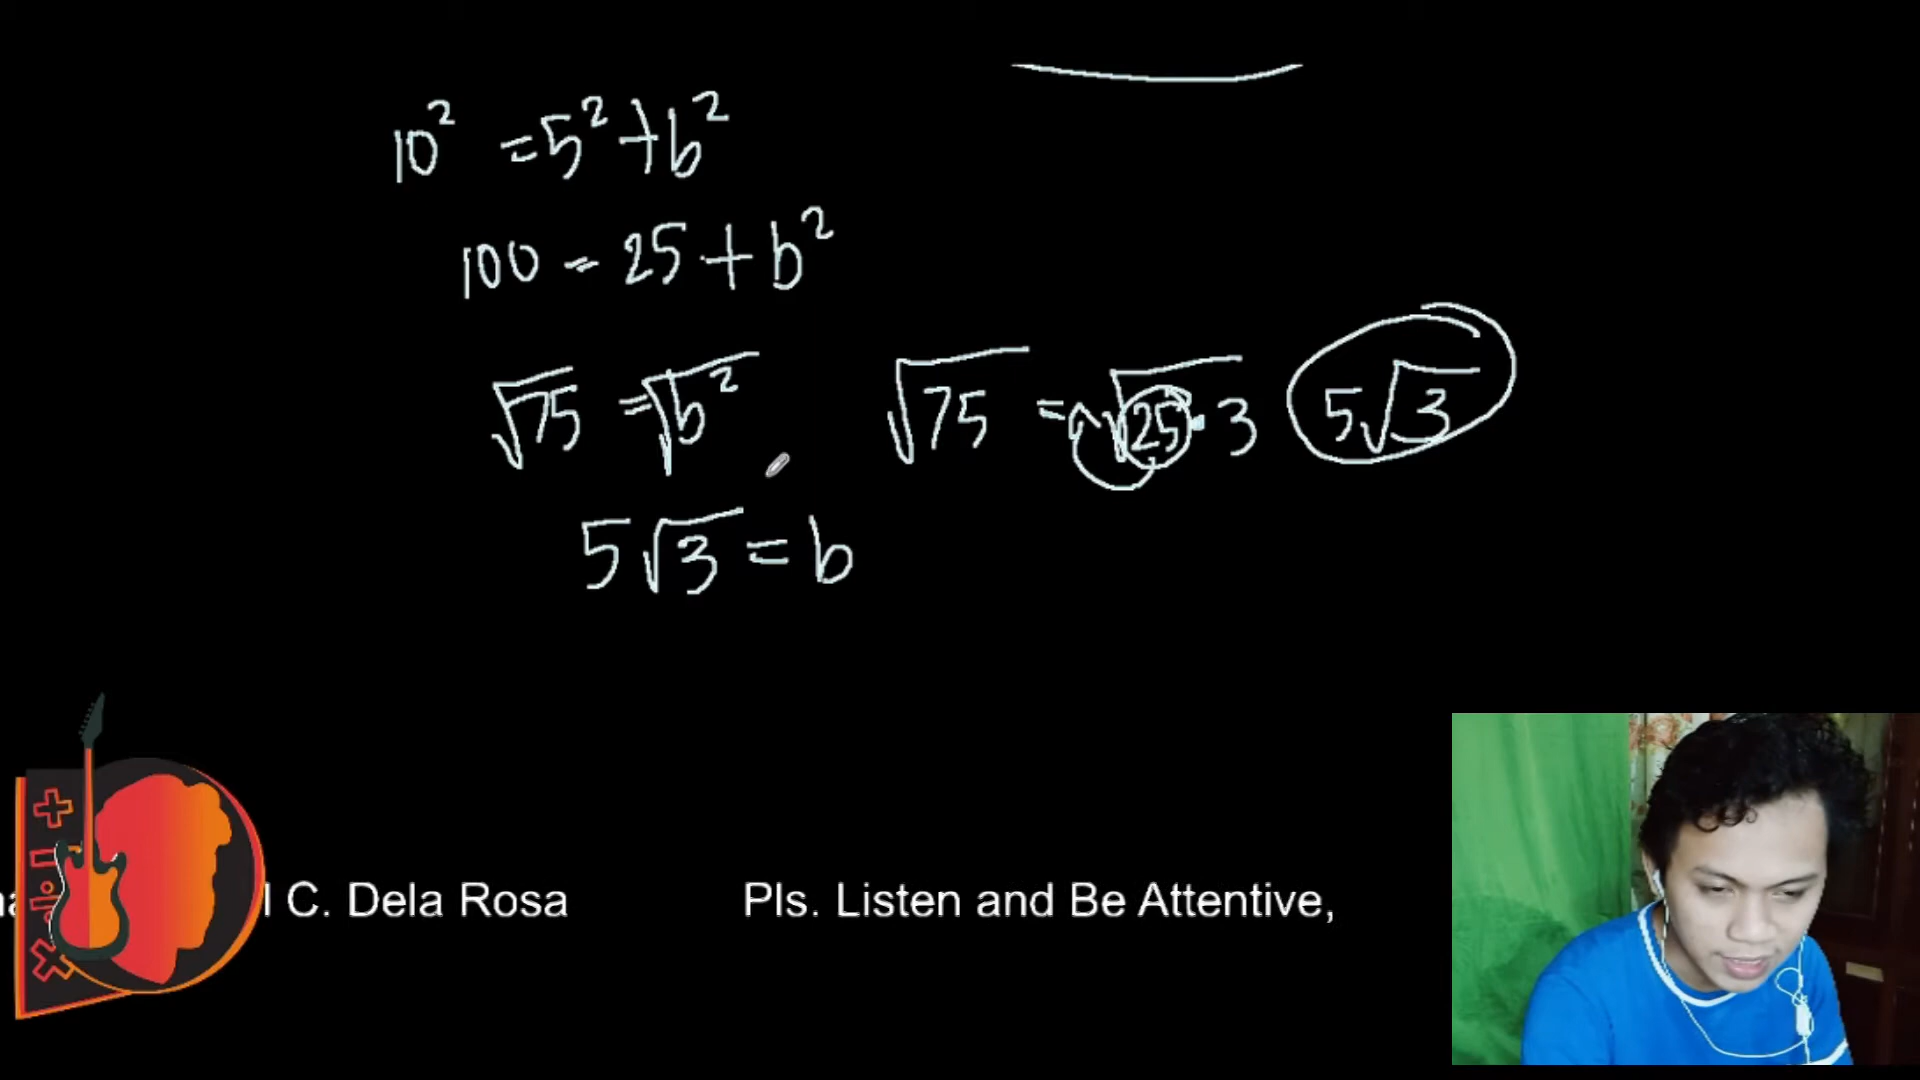 10² = 5² + b²
100 = 25 + b²
√75 = √b² √75 = √25·3 5√3
5√3 = b
C. Dela Rosa Pls. Listen and Be Attentive,